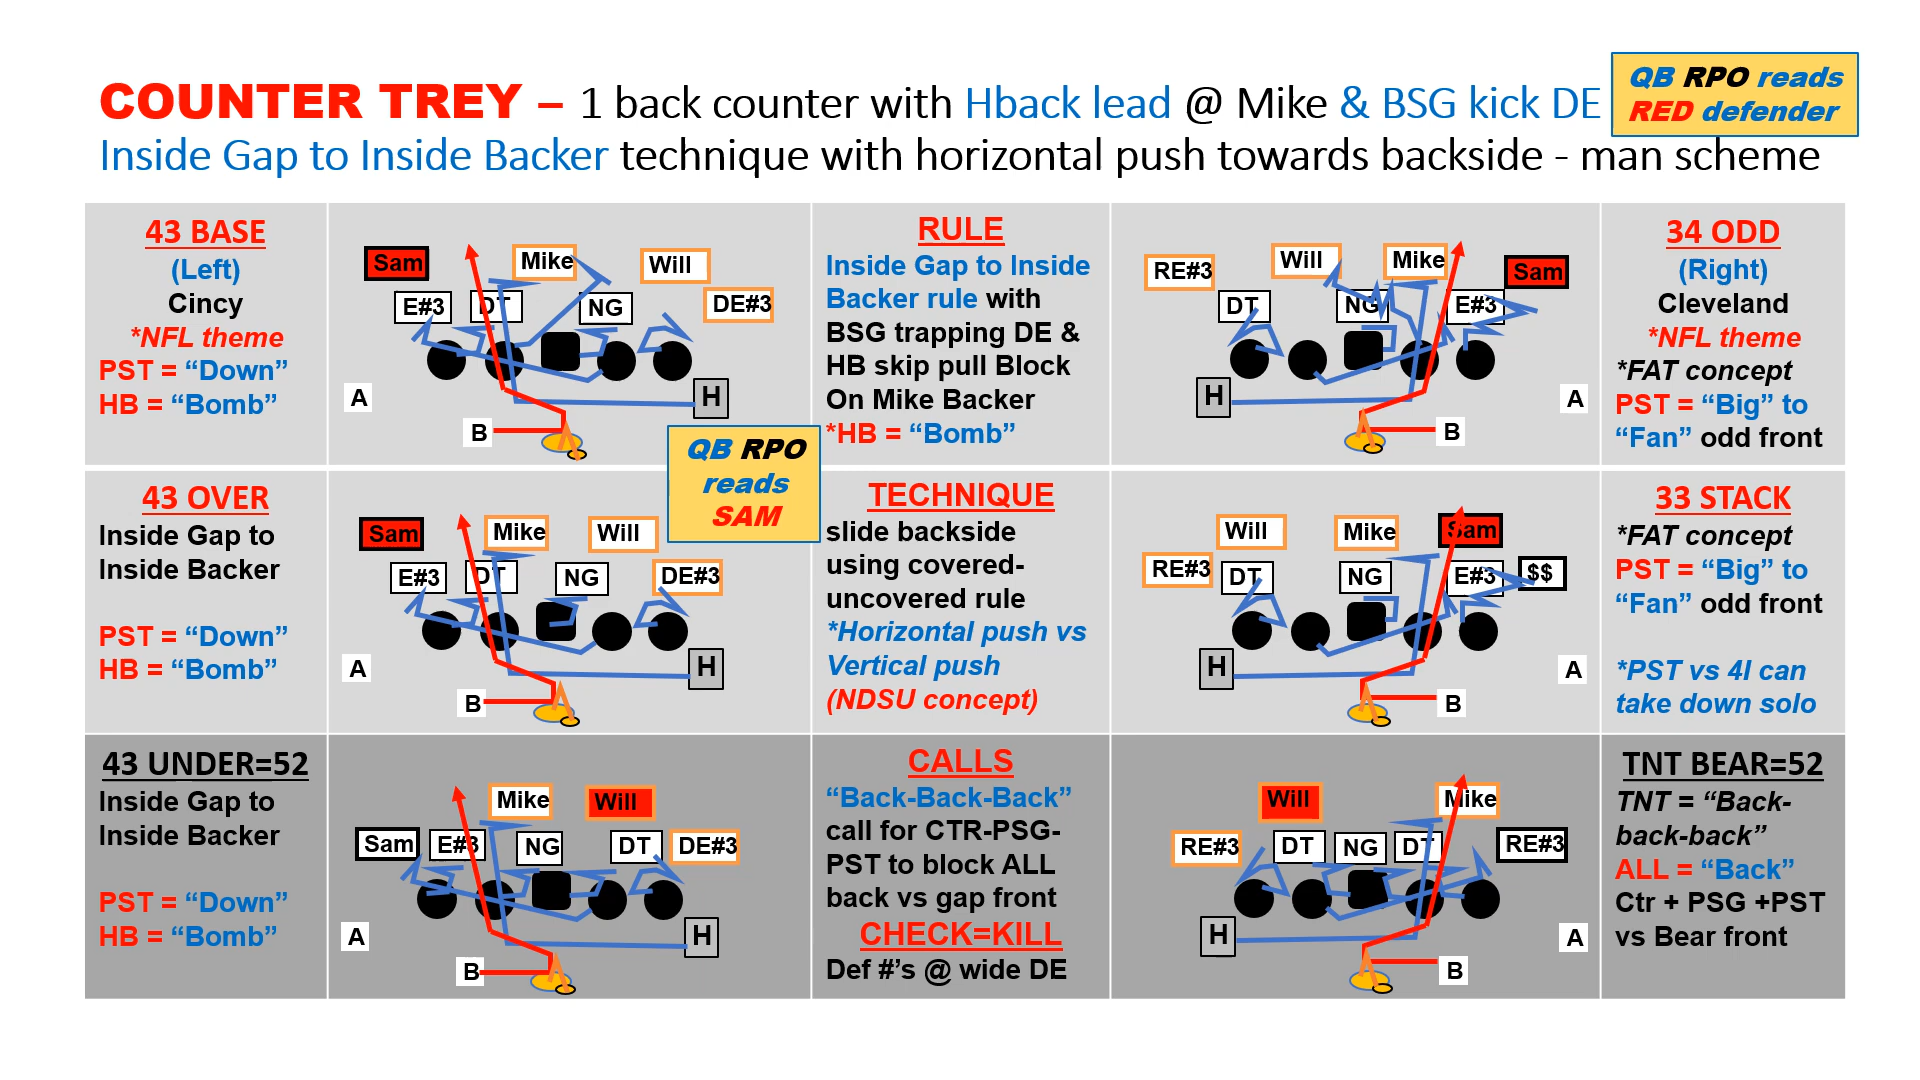 COUNTER TREY – 1 back counter with Hback lead @ Mike & BSG kick DE
Inside Gap to Inside Backer technique with horizontal push towards backside - man scheme
QB RPO reads
RED defender
43 BASE
(Left)
Cincy
*NFL theme
PST = “Down”
HB = “Bomb”
Sam
Mike
Will
E#3
DT
NG
DE#3
A
H
B
RULE
Inside Gap to Inside
Backer rule with
BSG trapping DE &
HB skip pull Block
On Mike Backer
*HB = “Bomb”
RE#3
Will
Mike
Sam
DT
NG
E#3
H
A
B
34 ODD
(Right)
Cleveland
*NFL theme
*FAT concept
PST = “Big” to
“Fan” odd front
QB RPO
reads
SAM
43 OVER
Inside Gap to
Inside Backer
PST = “Down”
HB = “Bomb”
Sam
Mike
Will
E#3
DT
NG
DE#3
A
H
B
TECHNIQUE
slide backside
using covered-
uncovered rule
*Horizontal push vs
Vertical push
(NDSU concept)
Will
Mike
Sam
RE#3
DT
NG
E#3
$$
H
A
B
33 STACK
*FAT concept
PST = “Big” to
“Fan” odd front
*PST vs 4I can
take down solo
43 UNDER=52
Inside Gap to
Inside Backer
PST = “Down”
HB = “Bomb”
Mike
Will
Sam
E#3
NG
DT
DE#3
A
H
B
CALLS
“Back-Back-Back”
call for CTR-PSG-
PST to block ALL
back vs gap front
CHECK=KILL
Def #’s @ wide DE
Will
Mike
RE#3
DT
NG
DT
RE#3
H
A
B
TNT BEAR=52
TNT = “Back-
back-back”
ALL = “Back”
Ctr + PSG +PST
vs Bear front